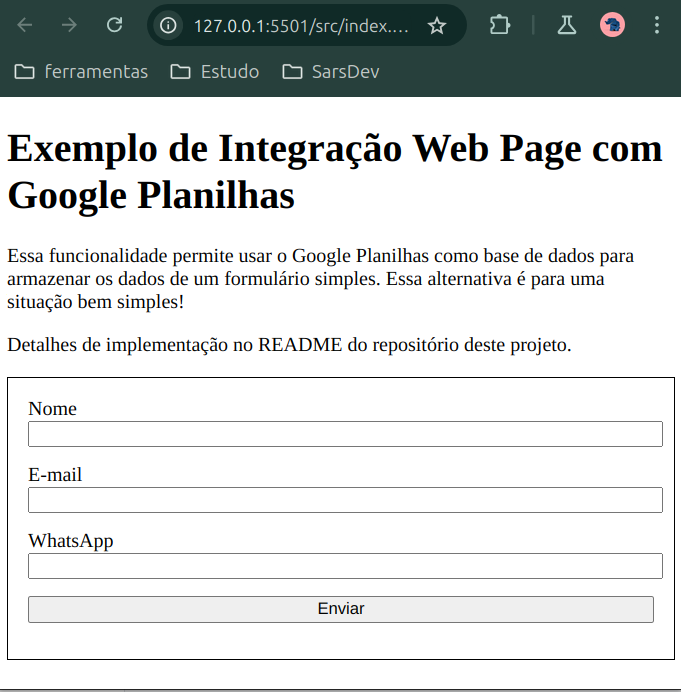 127.0.0.1:5501/src/index....
ferramentas Estudo SarsDev
Exemplo de Integração Web Page com
Google Planilhas
Essa funcionalidade permite usar o Google Planilhas como base de dados para
armazenar os dados de um formulário simples. Essa alternativa é para uma
situação bem simples!
Detalhes de implementação no README do repositório deste projeto.
Nome
E-mail
WhatsApp
Enviar